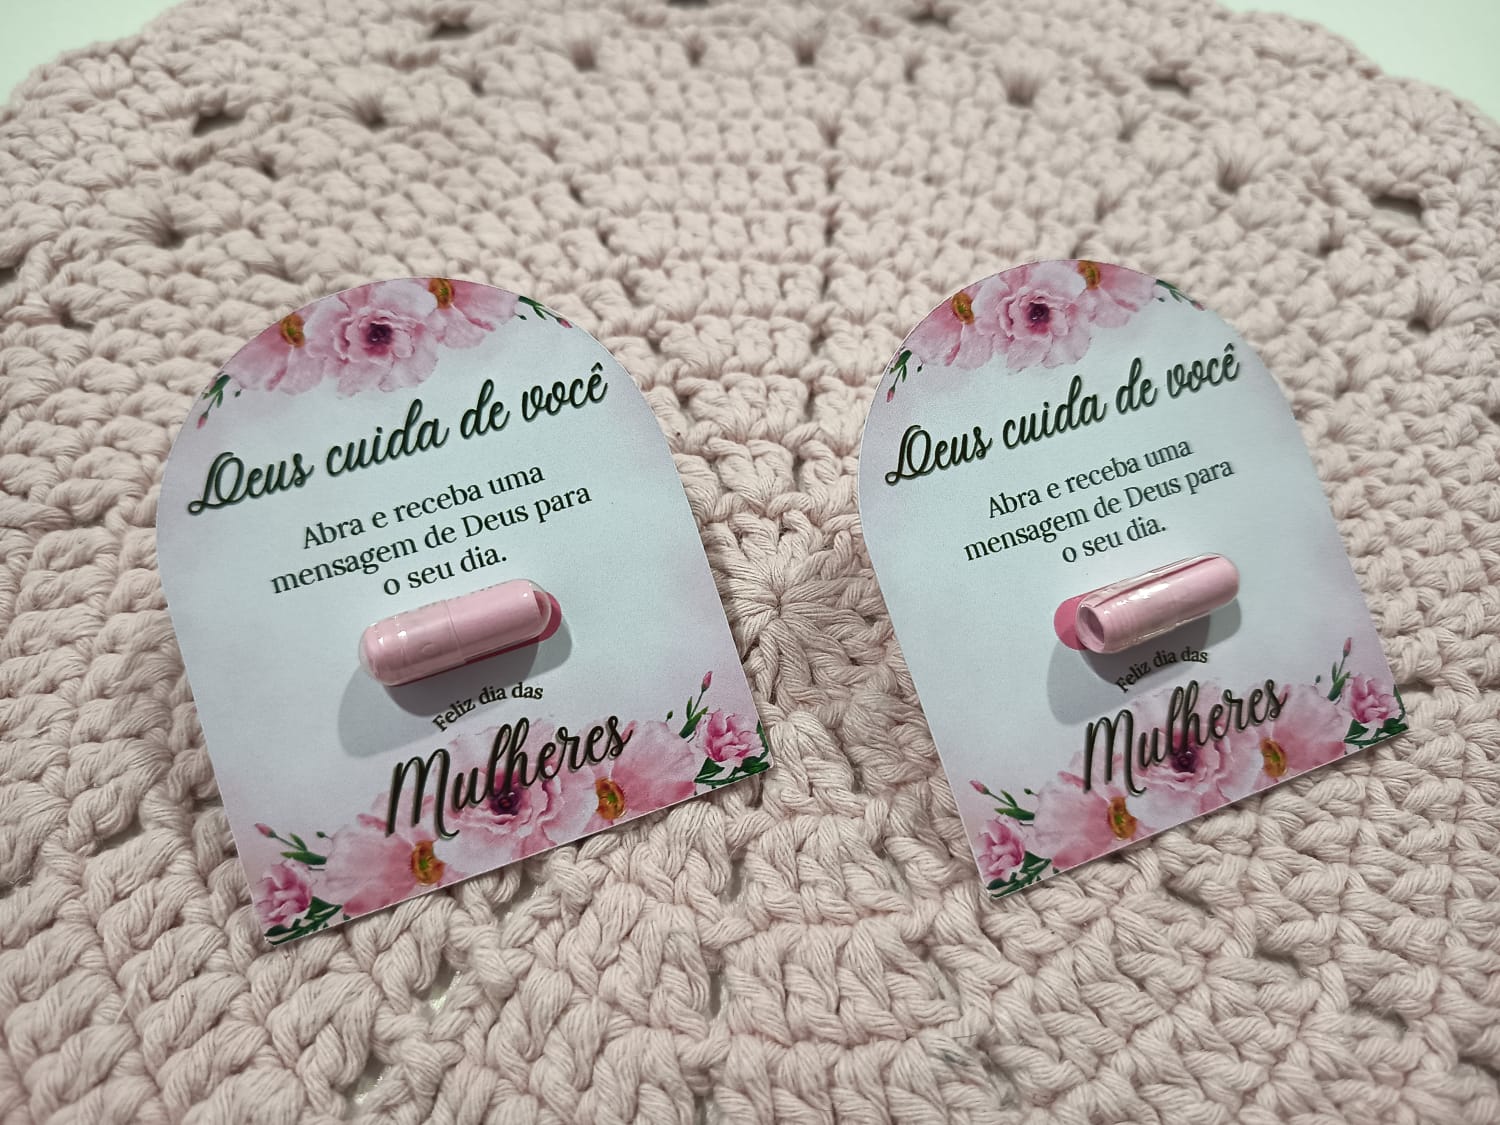 Deus cuida de você
Abra e receba uma
mensagem de Deus para
o seu dia.
Feliz dia das
Mulheres
Deus cuida de você
Abra e receba uma
mensagem de Deus para
o seu dia.
Feliz dia das
Mulheres